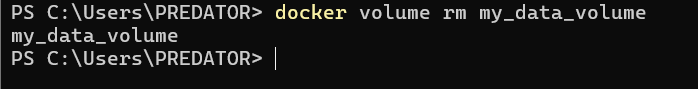 PS C:\Users\PREDATOR> docker volume rm my_data_volume
my_data_volume
PS C:\Users\PREDATOR>